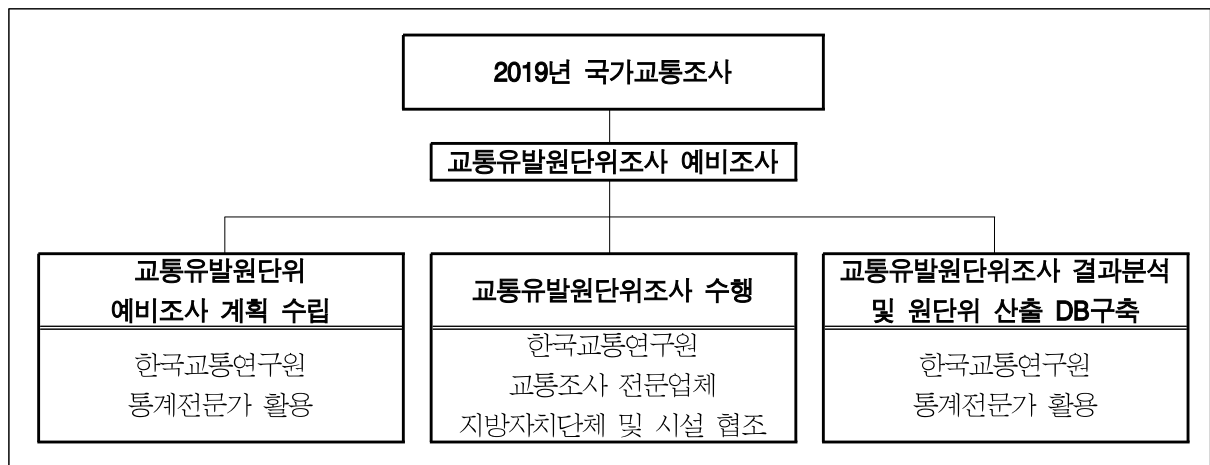 2019년 국가교통조사
교통유발원단위조사 예비조사
교통유발원단위
예비조사 계획 수립
한국교통연구원
통계전문가 활용
교통유발원단위조사 수행
한국교통연구원
교통조사 전문업체
지방자치단체 및 시설 협조
교통유발원단위조사 결과분석
및 원단위 산출 DB구축
한국교통연구원
통계전문가 활용